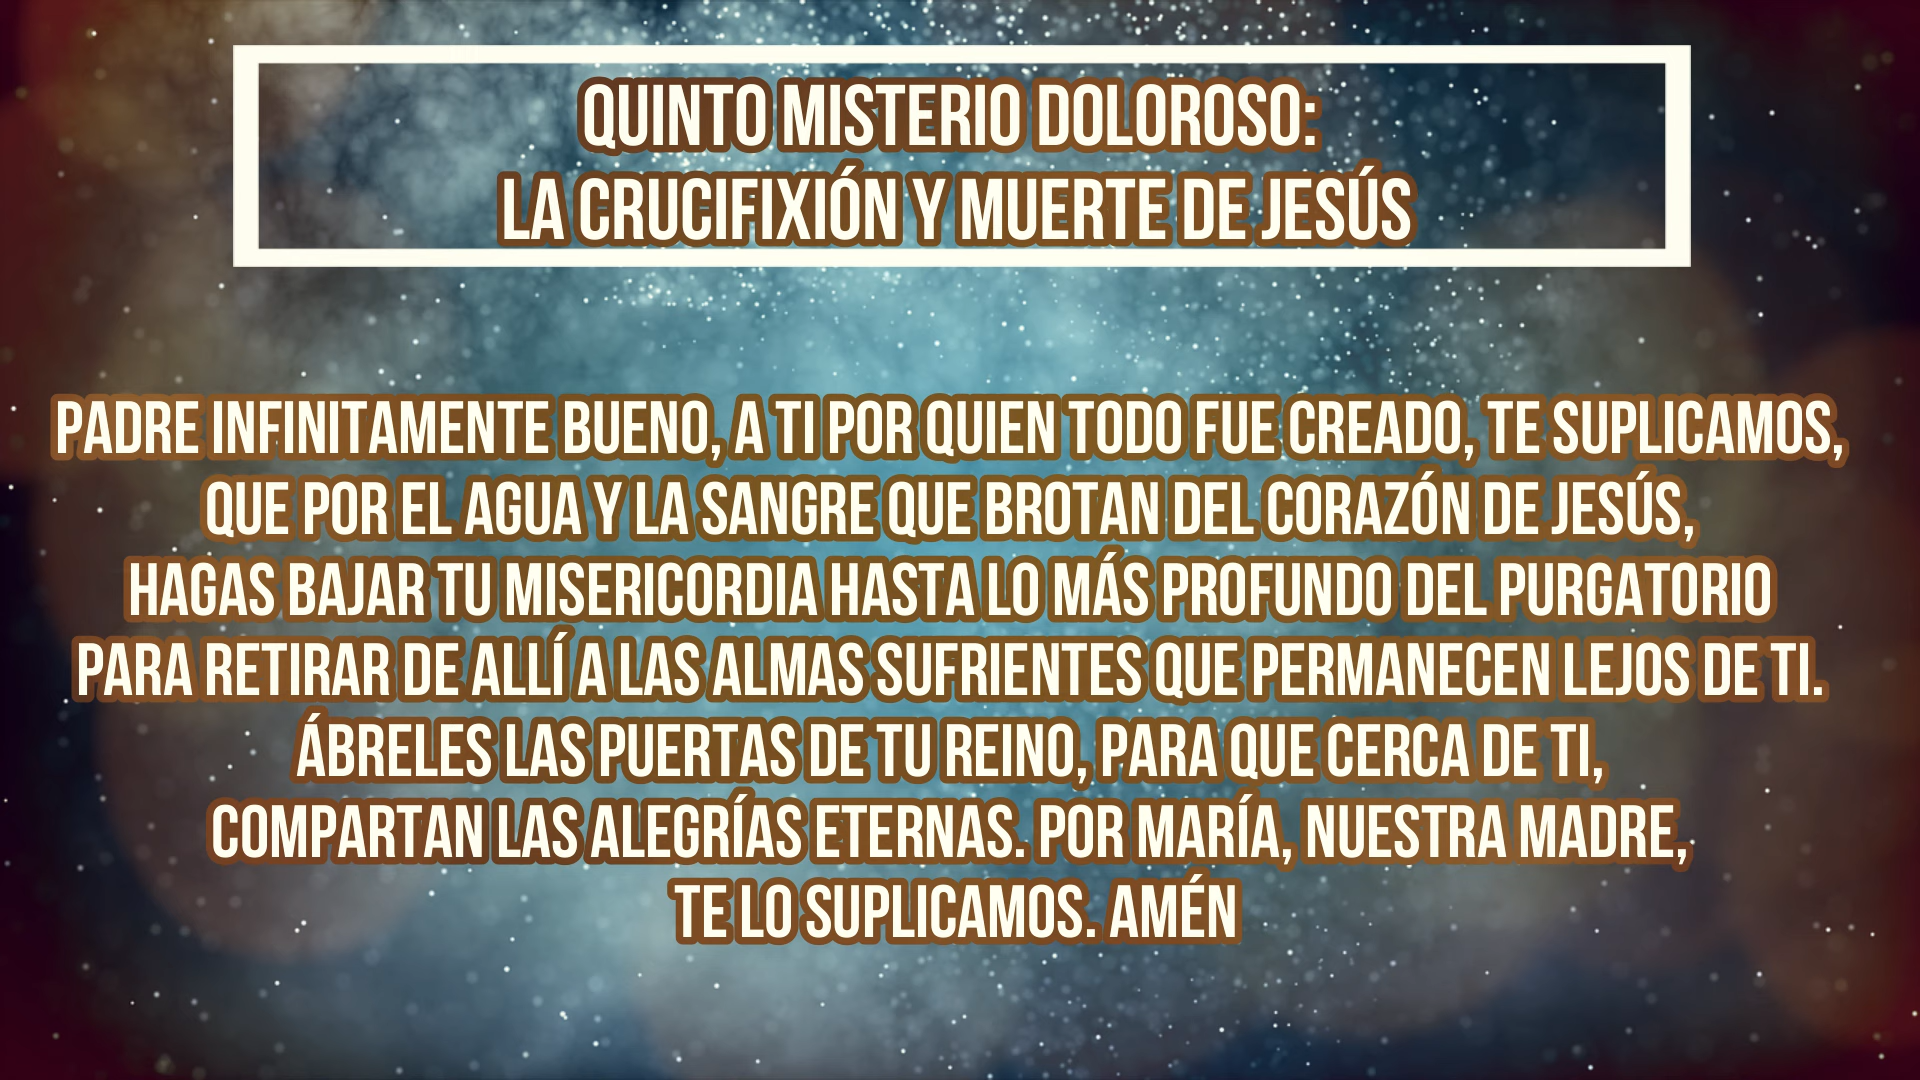 QUINTO MISTERIO DOLOROSO:
LA CRUCIFIXIÓN Y MUERTE DE JESÚS
PADRE INFINITAMENTE BUENO, A TI POR QUIEN TODO FUE CREADO, TE SUPLICAMOS,
QUE POR EL AGUA Y LA SANGRE QUE BROTAN DEL CORAZÓN DE JESÚS,
HAGAS BAJAR TU MISERICORDIA HASTA LO MÁS PROFUNDO DEL PURGATORIO
PARA RETIRAR DE ALLÍ A LAS ALMAS SUFRIENTES QUE PERMANECEN LEJOS DE TI.
ÁBRELES LAS PUERTAS DE TU REINO, PARA QUE CERCA DE TI,
COMPARTAN LAS ALEGRÍAS ETERNAS. POR MARÍA, NUESTRA MADRE,
TE LO SUPLICAMOS. AMÉN